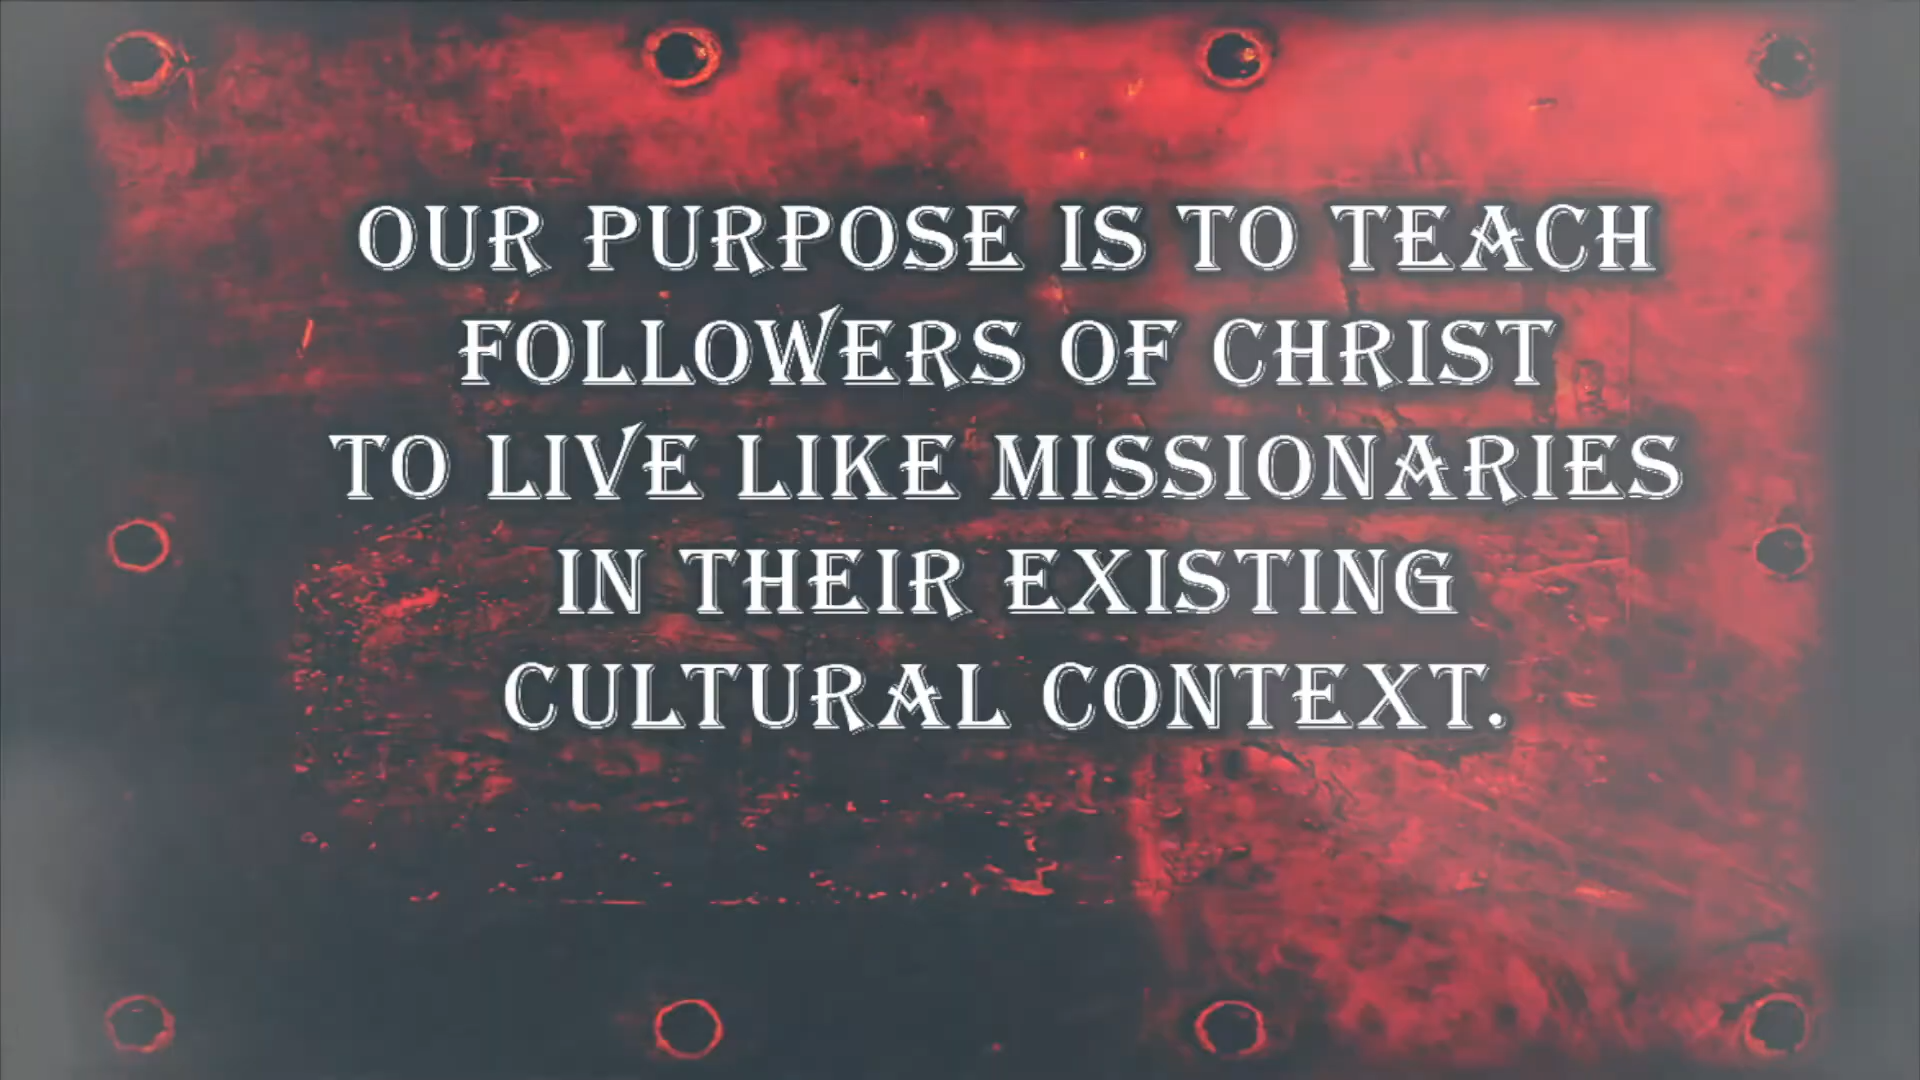 OUR PURPOSE IS TO TEACH
FOLLOWERS OF CHRIST
TO LIVE LIKE MISSIONARIES
IN THEIR EXISTING
CULTURAL CONTEXT.